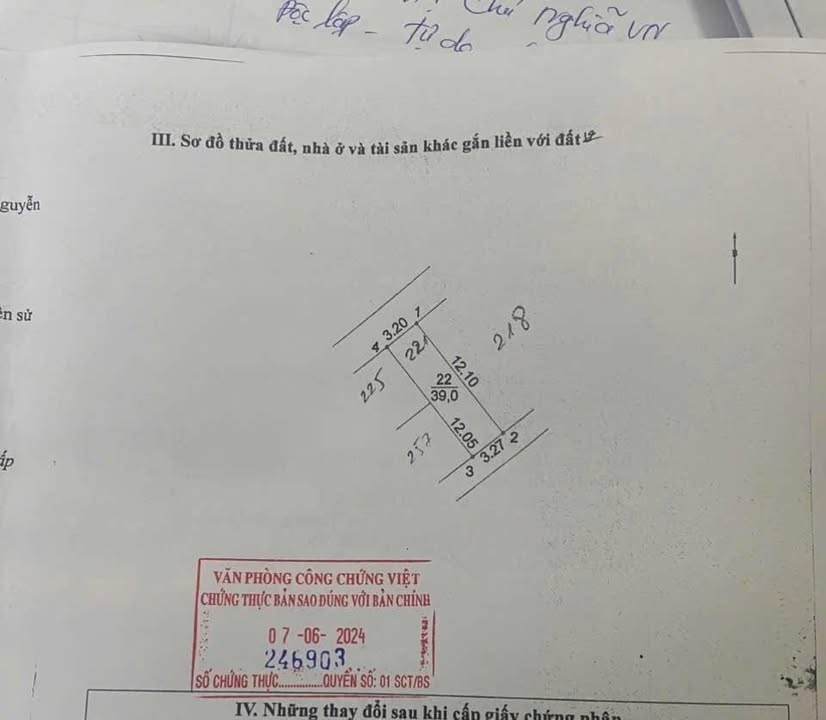 Độc lập - tự do
Chủ nghĩa VN
III. Sơ đồ thửa đất, nhà ở và tài sản khác gắn liền với đất
guyễn
ền sử
ấp
1
3.20
4
221
218
225
12.10
22
39,0
12.05
257
2
3.27
3
VĂN PHÒNG CÔNG CHỨNG VIỆT
CHỨNG THỰC BẢN SAO ĐÚNG VỚI BẢN CHÍNH
07-06-2024
246903
SỐ CHỨNG THỰC..............QUYỂN SỐ: 01 SCT/BS
IV. Những thay đổi sau khi cấp giấy chứng nhận